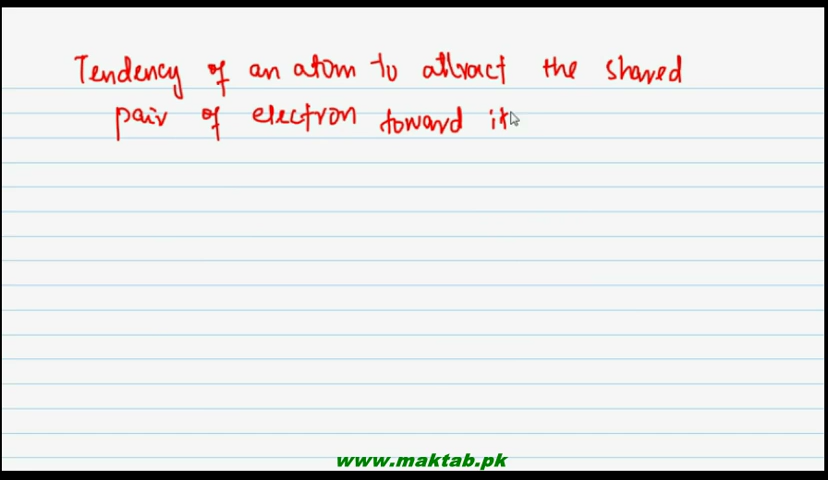 Tendency of an atom to attract the shared
pair of electron toward it
www.maktab.pk